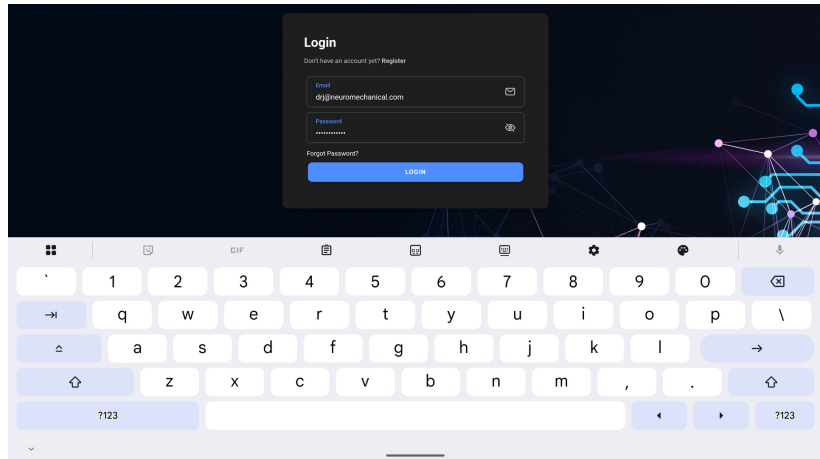 Login
Don't have an account yet? Register
Email
drj@neuromechanical.com
Password
••••••••••••
Forgot Password?
LOGIN
GIF
` 1 2 3 4 5 6 7 8 9 0
q w e r t y u i o p \
a s d f g h j k l
z x c v b n m , .
?123 ?123